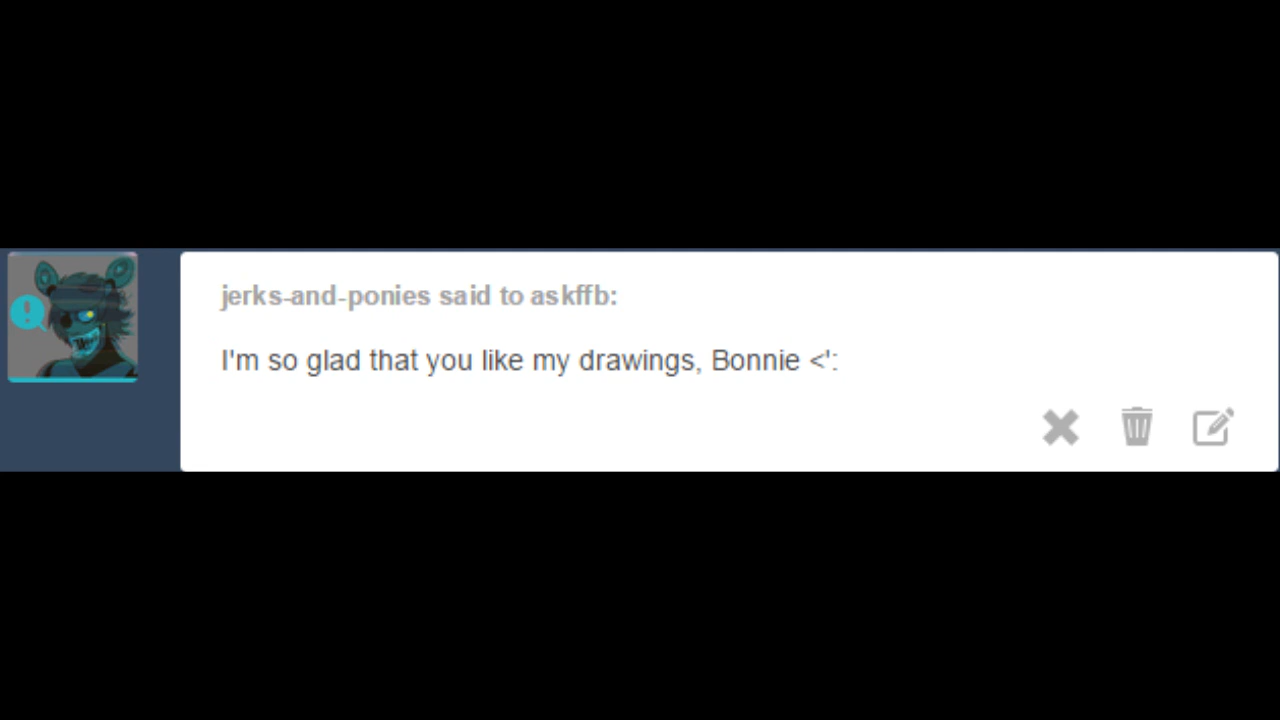 jerks-and-ponies said to askffb:
I'm so glad that you like my drawings, Bonnie <':